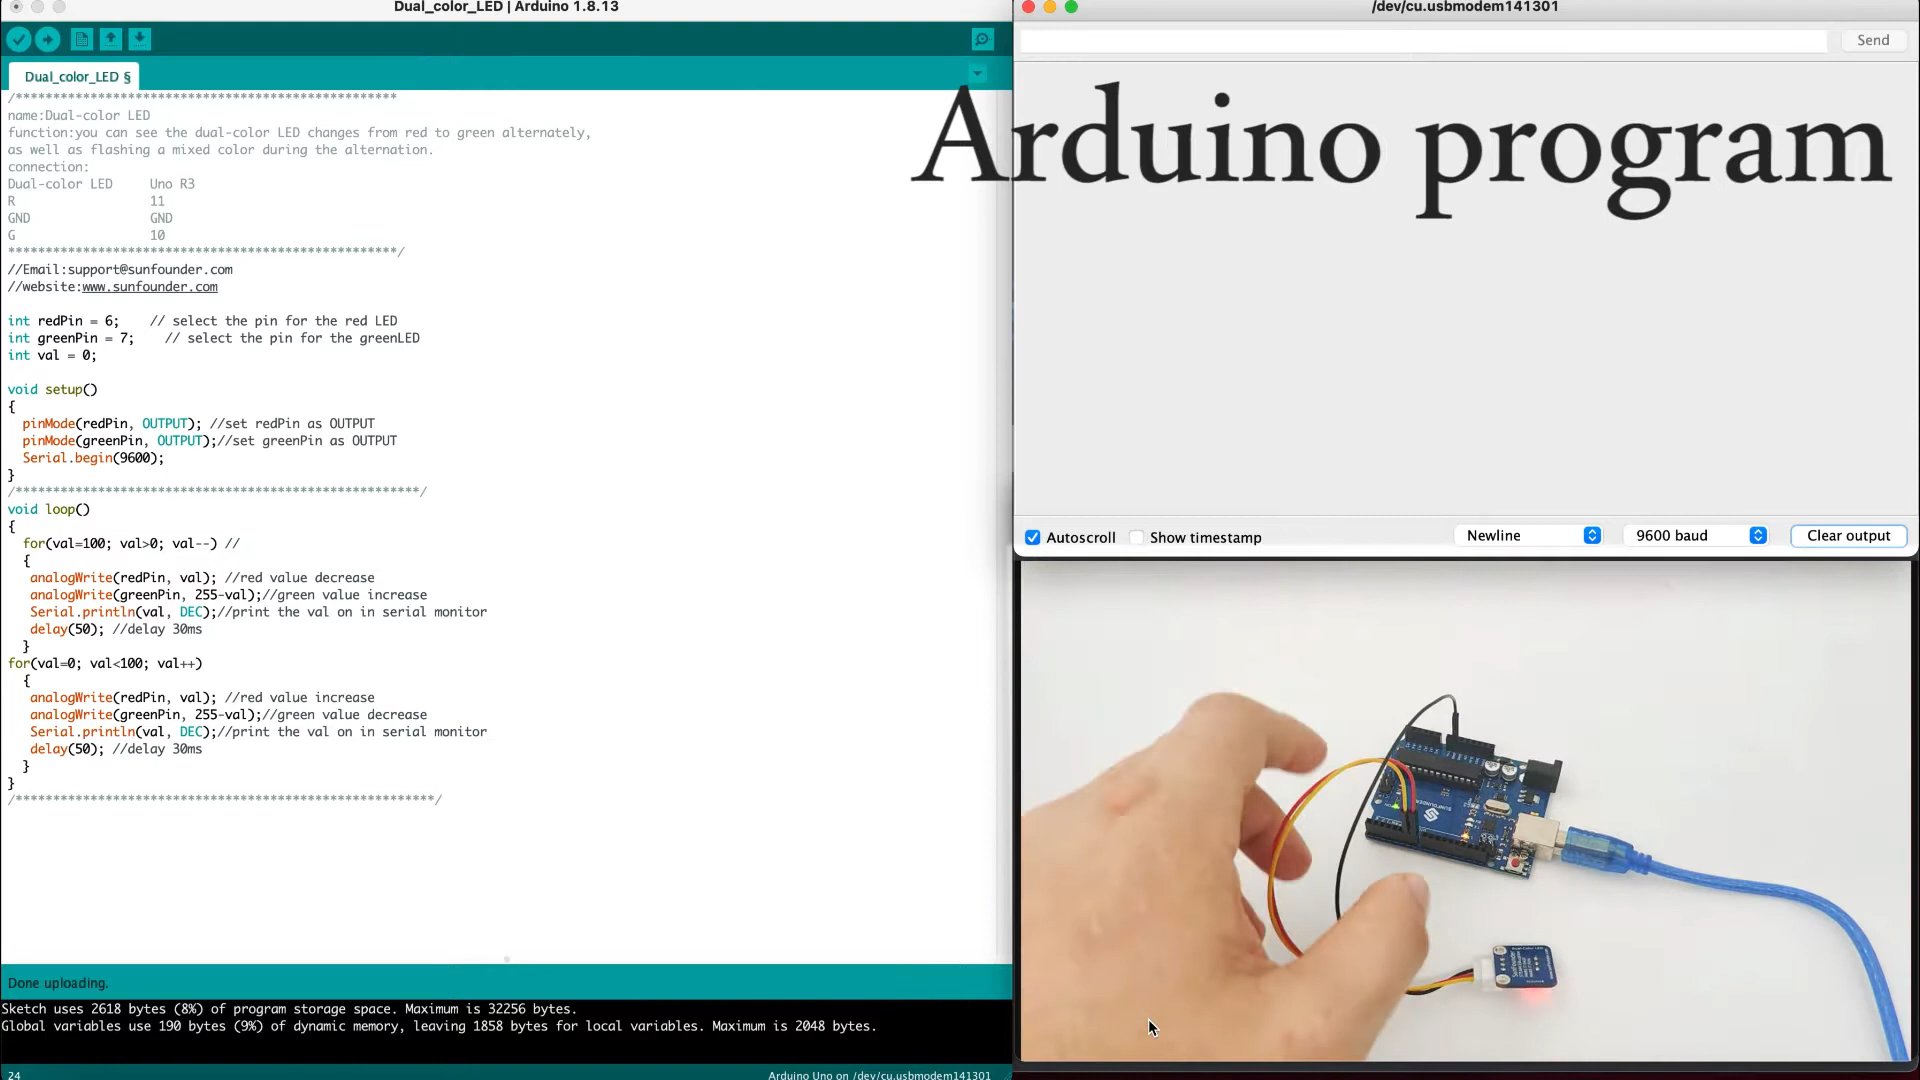 Dual_color_LED | Arduino 1.8.13
Dual_color_LED §
/***************************************************
name:Dual-color LED
function:you can see the dual-color LED changes from red to green alternately,
as well as flashing a mixed color during the alternation.
connection:
Dual-color LED     Uno R3
R                  11
GND                GND
G                  10
****************************************************/
//Email:support@sunfounder.com
//website:www.sunfounder.com
int redPin = 6;    // select the pin for the red LED
int greenPin = 7;    // select the pin for the greenLED
int val = 0;
void setup()
{
pinMode(redPin, OUTPUT); //set redPin as OUTPUT
pinMode(greenPin, OUTPUT);//set greenPin as OUTPUT
Serial.begin(9600);
}
/******************************************************/
void loop()
{
for(val=100; val>0; val--) //
{
analogWrite(redPin, val); //red value decrease
analogWrite(greenPin, 255-val);//green value increase
Serial.println(val, DEC);//print the val on in serial monitor
delay(50); //delay 30ms
}
for(val=0; val<100; val++)
{
analogWrite(redPin, val); //red value increase
analogWrite(greenPin, 255-val);//green value decrease
Serial.println(val, DEC);//print the val on in serial monitor
delay(50); //delay 30ms
}
}
/********************************************************/
Done uploading.
Sketch uses 2618 bytes (8%) of program storage space. Maximum is 32256 bytes.
Global variables use 190 bytes (9%) of dynamic memory, leaving 1858 bytes for local variables. Maximum is 2048 bytes.
24
Arduino Uno on /dev/cu.usbmodem141301
/dev/cu.usbmodem141301
Send
Arduino program
Autoscroll
Show timestamp
Newline
9600 baud
Clear output
SUNFOUNDER
Dual-Color LED
Sunfounder